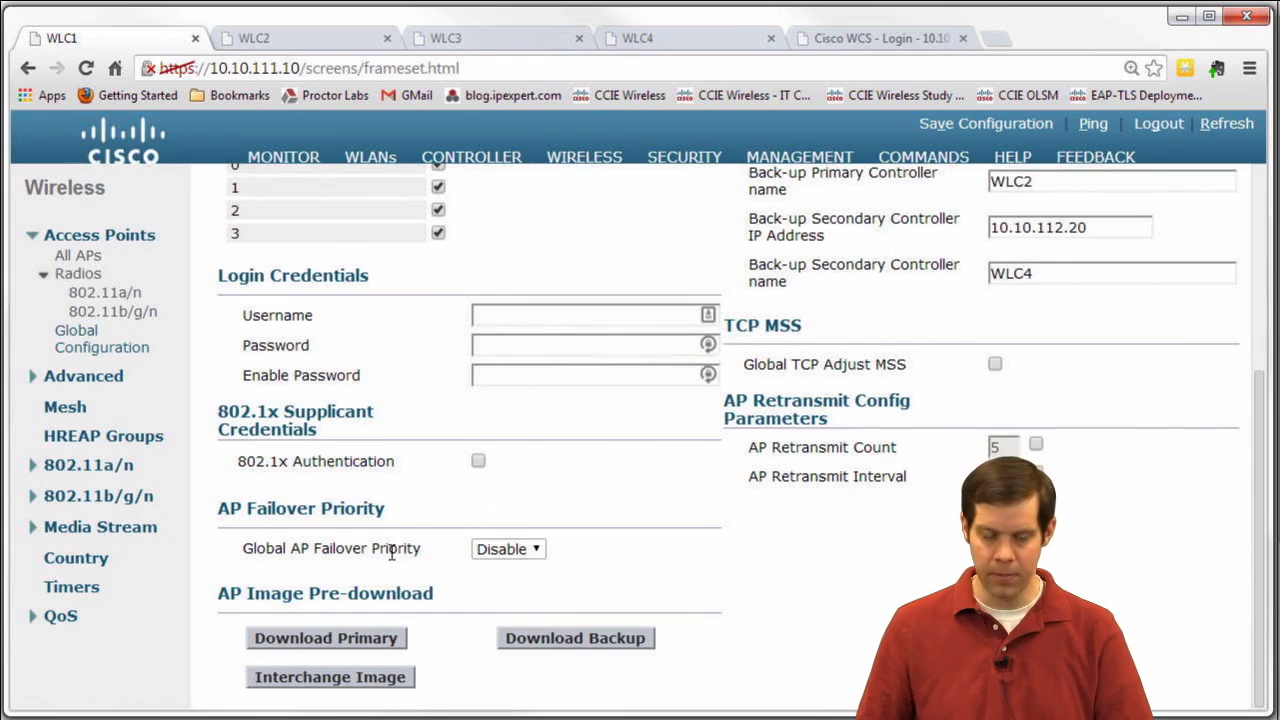 WLC1
WLC2
WLC3
WLC4
Cisco WCS - Login - 10.10
https://10.10.111.10/screens/frameset.html
Apps
Getting Started
Bookmarks
Proctor Labs
GMail
blog.ipexpert.com
CCIE Wireless
CCIE Wireless - IT C...
CCIE Wireless Study ...
CCIE OLSM
EAP-TLS Deployme...
Save Configuration | Ping | Logout | Refresh
CISCO
MONITOR WLANs CONTROLLER WIRELESS SECURITY MANAGEMENT COMMANDS HELP FEEDBACK
Wireless
Access Points
All APs
Radios
802.11a/n
802.11b/g/n
Global
Configuration
Advanced
Mesh
HREAP Groups
802.11a/n
802.11b/g/n
Media Stream
Country
Timers
QoS
0
1
2
3
Login Credentials
Username
Password
Enable Password
802.1x Supplicant
Credentials
802.1x Authentication
AP Failover Priority
Global AP Failover Priority Disable
AP Image Pre-download
Download Primary Download Backup
Interchange Image
Back-up Primary Controller
name
WLC2
Back-up Secondary Controller
IP Address
10.10.112.20
Back-up Secondary Controller
name
WLC4
TCP MSS
Global TCP Adjust MSS
AP Retransmit Config
Parameters
AP Retransmit Count 5
AP Retransmit Interval